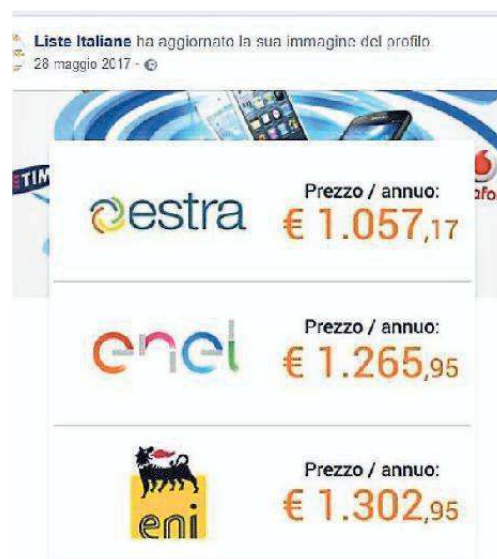 Liste Italiane ha aggiornato la sua immagine del profilo.
28 maggio 2017 ·
TIM
estra
Prezzo / annuo:
€ 1.057,17
enel
Prezzo / annuo:
€ 1.265,95
eni
Prezzo / annuo:
€ 1.302,95